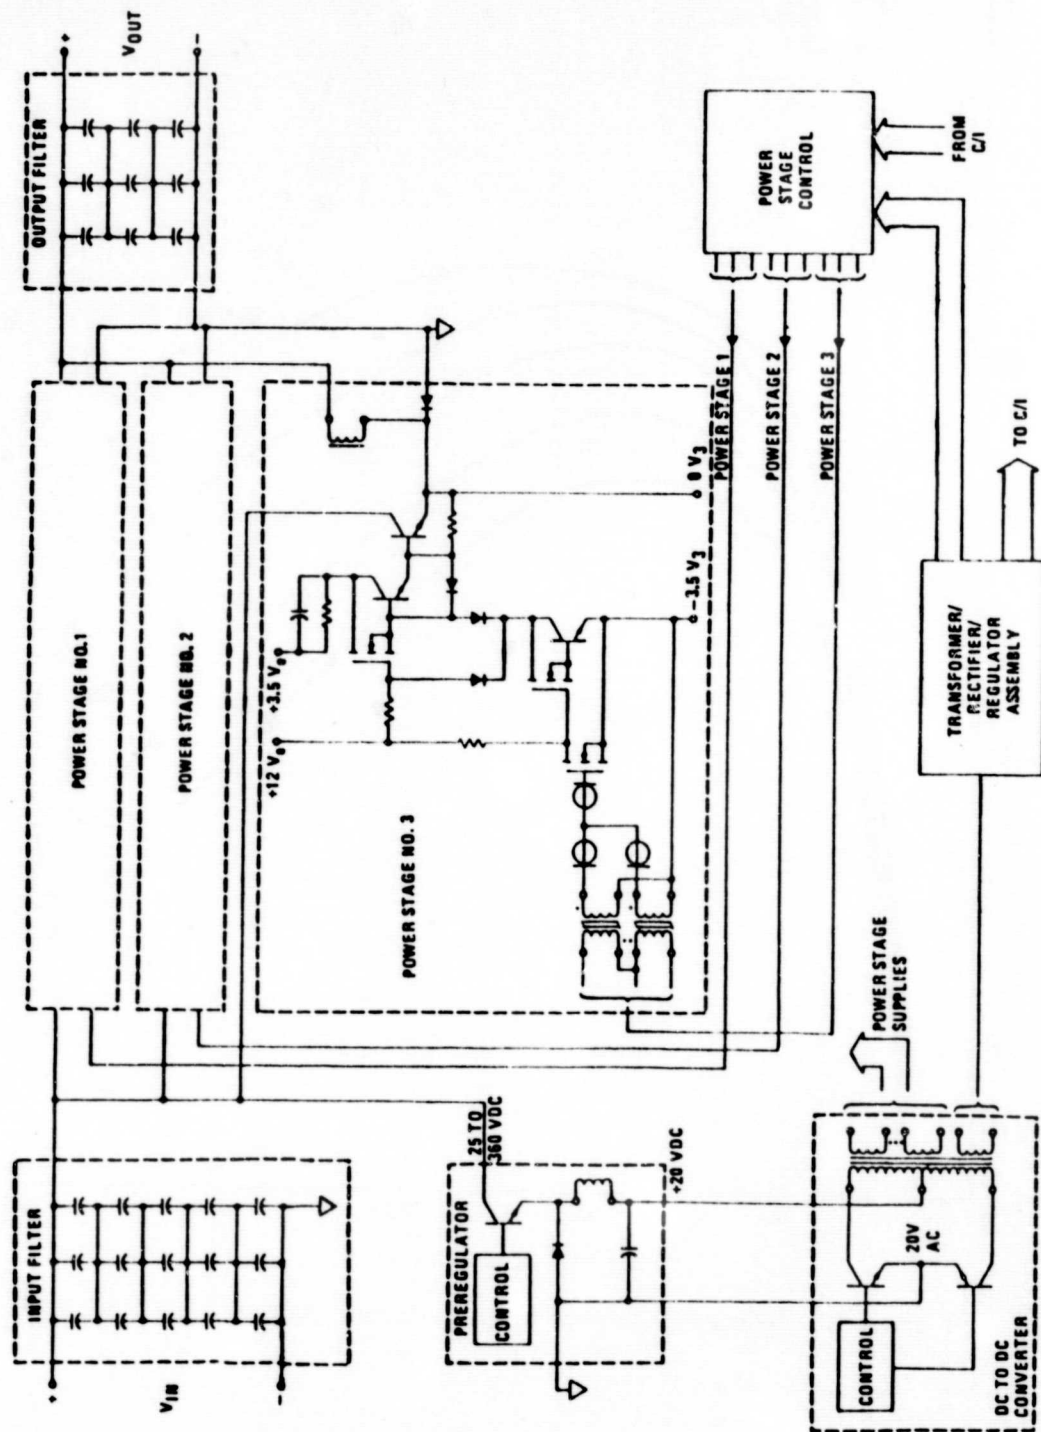 +
VIN
-
INPUT FILTER
POWER STAGE NO.1
POWER STAGE NO. 2
OUTPUT FILTER
+
VOUT
-
+12 V0
+3.5 V0
POWER STAGE NO. 3
-3.5 V3
0 V3
25 TO
360 VDC
PREREGULATOR
CONTROL
+20 VDC
POWER STAGE 1
POWER STAGE 2
POWER STAGE 3
POWER
STAGE
CONTROL
FROM
C/I
CONTROL
20V
AC
DC TO DC
CONVERTER
POWER STAGE
SUPPLIES
TRANSFORMER/
RECTIFIER/
REGULATOR
ASSEMBLY
TO C/I